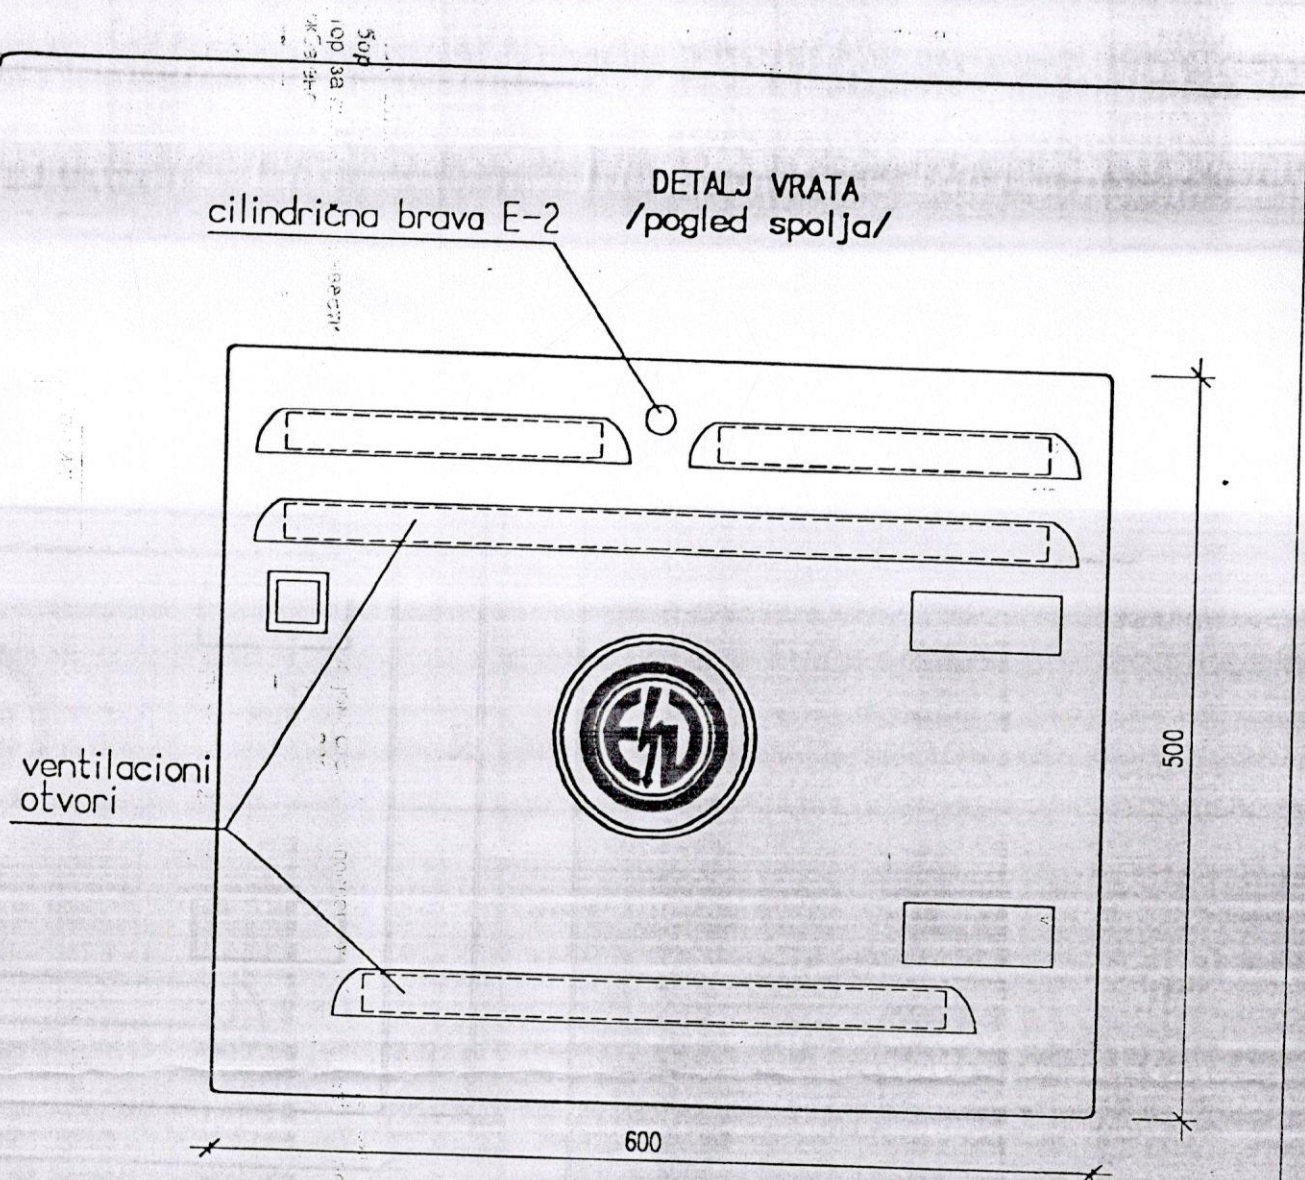 DETALJ VRATA
/pogled spolja/
cilindrična brava E-2
ventilacioni
otvori
500
600